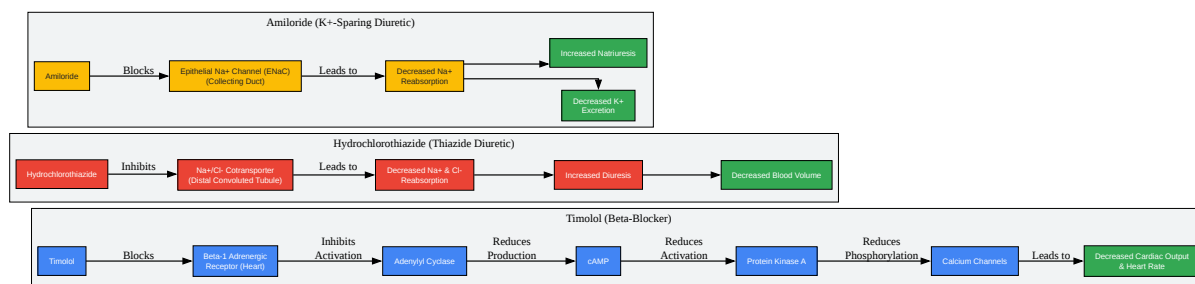 Amiloride (K+-Sparing Diuretic)
Amiloride
Blocks
Epithelial Na+ Channel (ENaC)
(Collecting Duct)
Leads to
Decreased Na+
Reabsorption
Increased Natriuresis
Decreased K+
Excretion
Hydrochlorothiazide (Thiazide Diuretic)
Hydrochlorothiazide
Inhibits
Na+/Cl- Cotransporter
(Distal Convoluted Tubule)
Leads to
Decreased Na+ & Cl-
Reabsorption
Increased Diuresis
Decreased Blood Volume
Timolol (Beta-Blocker)
Timolol
Blocks
Beta-1 Adrenergic
Receptor (Heart)
Inhibits
Activation
Adenylyl Cyclase
Reduces
Production
cAMP
Reduces
Activation
Protein Kinase A
Reduces
Phosphorylation
Calcium Channels
Leads to
Decreased Cardiac Output
& Heart Rate